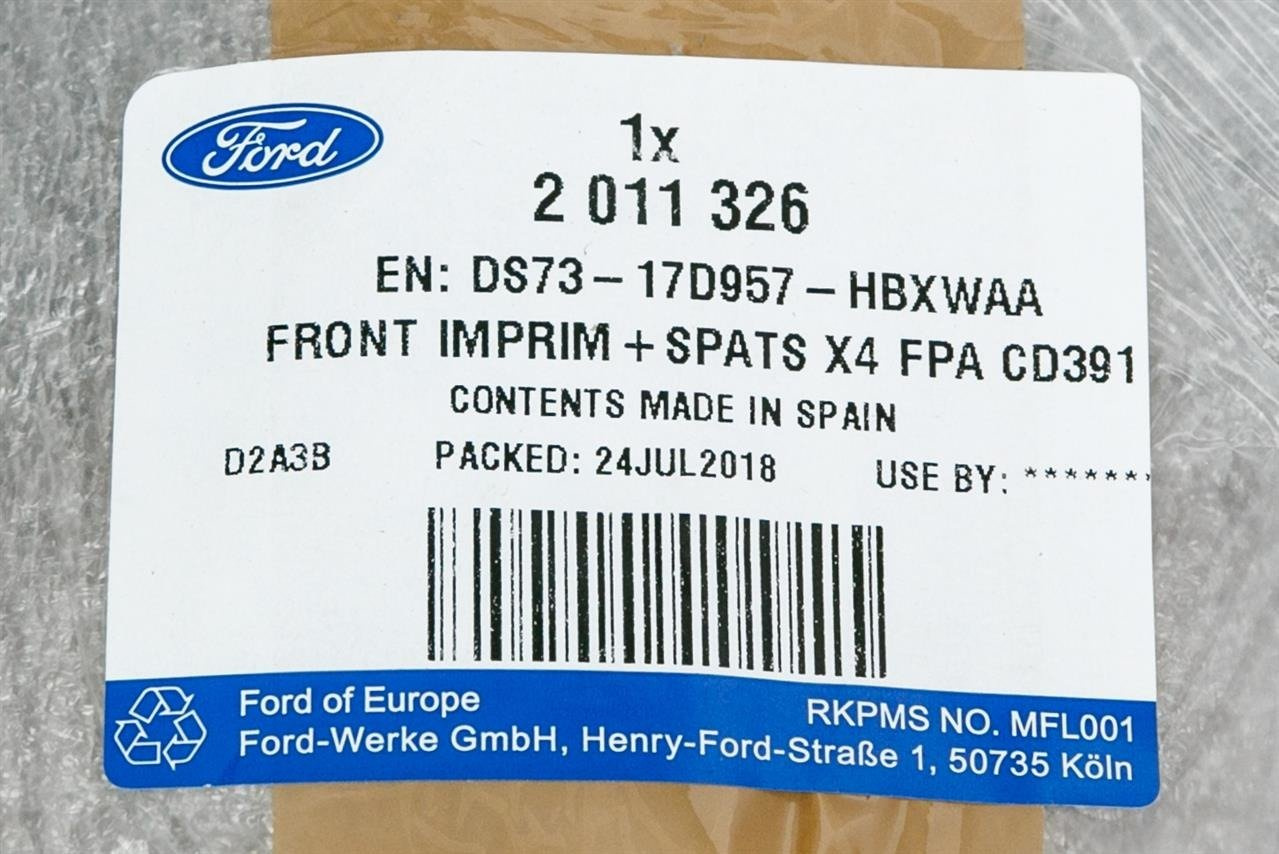 Ford
1x
2 011 326
EN: DS73-17D957-HBXWAA
FRONT IMPRIM+SPATS X4 FPA CD391
CONTENTS MADE IN SPAIN
D2A3B PACKED: 24JUL2018 USE BY: *******
Ford of Europe RKPMS NO. MFL001
Ford-Werke GmbH, Henry-Ford-Straße 1, 50735 Köln